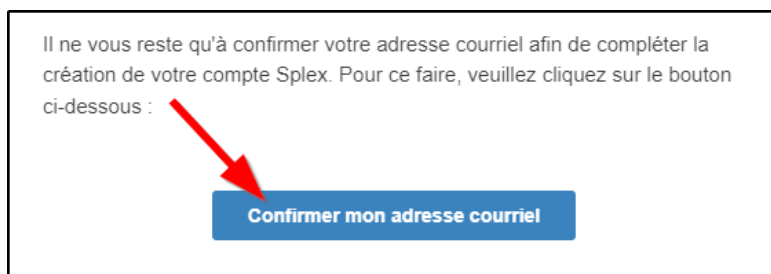 Il ne vous reste qu'à confirmer votre adresse courriel afin de compléter la
création de votre compte Splex. Pour ce faire, veuillez cliquez sur le bouton
ci-dessous :
Confirmer mon adresse courriel